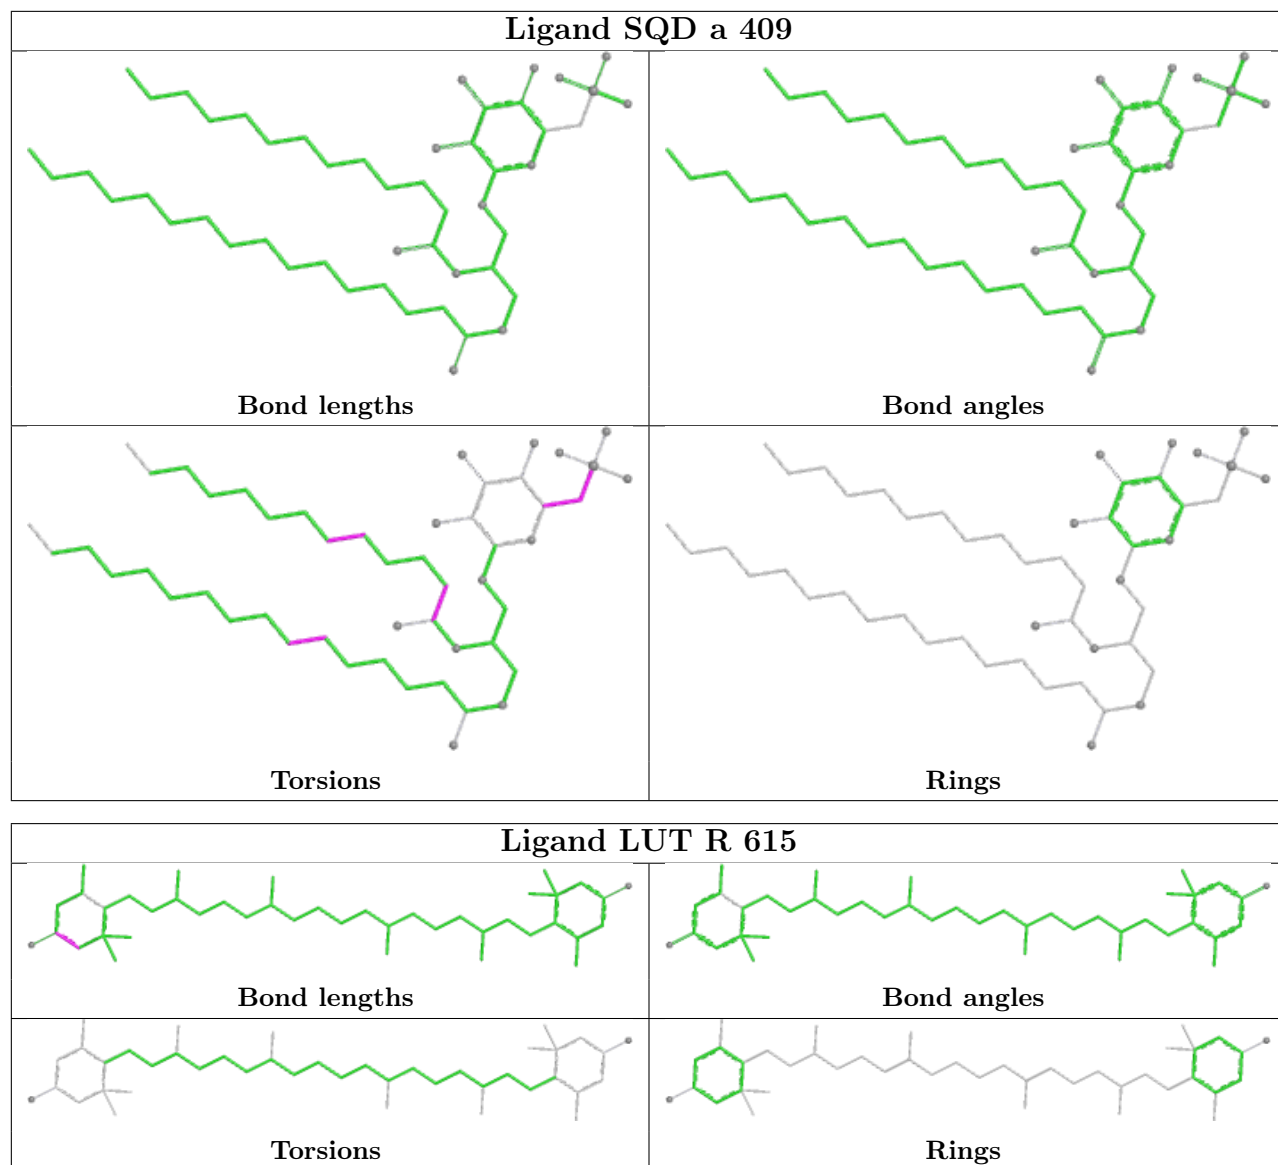 Ligand SQD a 409
Bond lengths
Bond angles
Torsions
Rings
Ligand LUT R 615
Bond lengths
Bond angles
Torsions
Rings